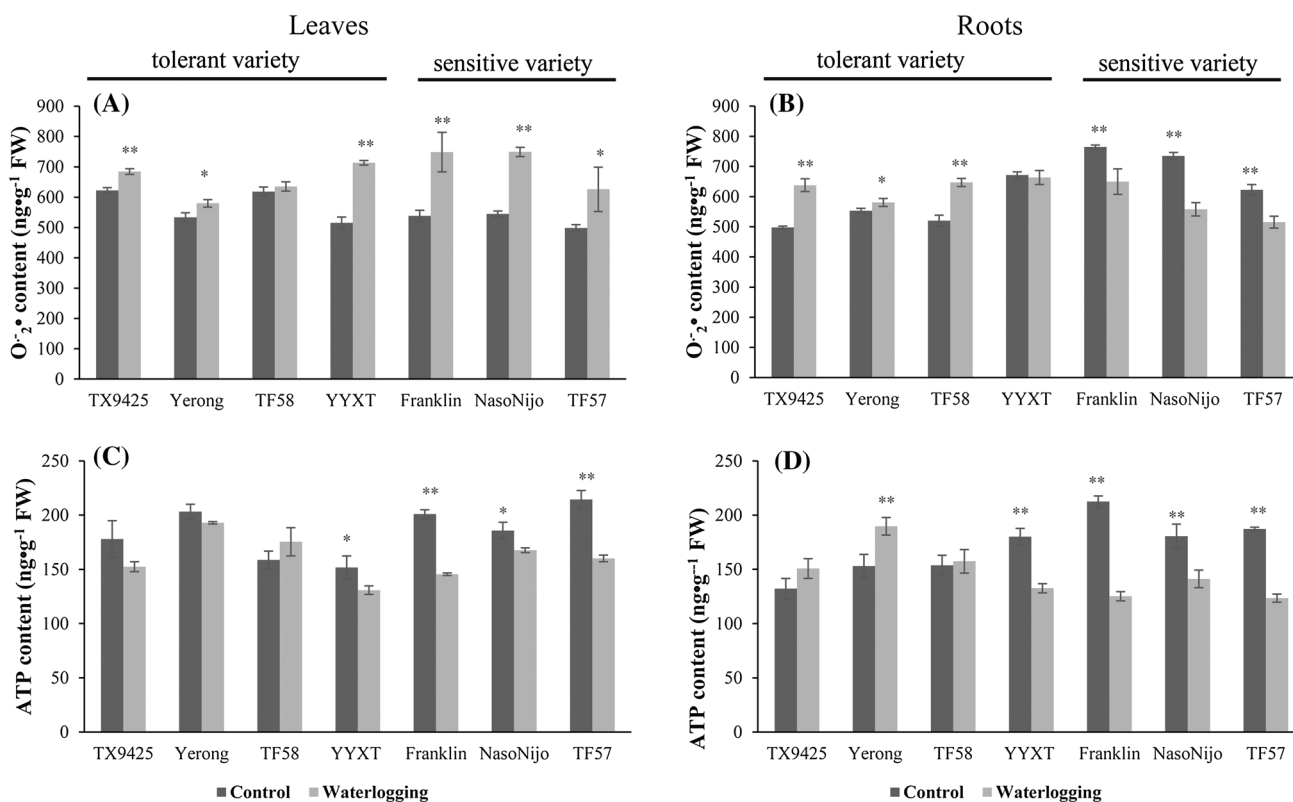 Leaves
Roots
tolerant variety
sensitive variety
tolerant variety
sensitive variety
(A)
O·⁻₂• content (ng•g⁻¹ FW)
900
800
700
600
500
400
300
200
100
0
** * ** ** ** *
TX9425 Yerong TF58 YYXT Franklin NasoNijo TF57
(B)
O·⁻₂• content (ng•g⁻¹ FW)
900
800
700
600
500
400
300
200
100
0
** * ** ** ** **
TX9425 Yerong TF58 YYXT Franklin NasoNijo TF57
(C)
ATP content (ng•g⁻¹ FW)
250
200
150
100
50
0
* ** * **
TX9425 Yerong TF58 YYXT Franklin NasoNijo TF57
Control Waterlogging
(D)
ATP content (ng•g⁻¹ FW)
250
200
150
100
50
0
** ** ** ** **
TX9425 Yerong TF58 YYXT Franklin NasoNijo TF57
Control Waterlogging